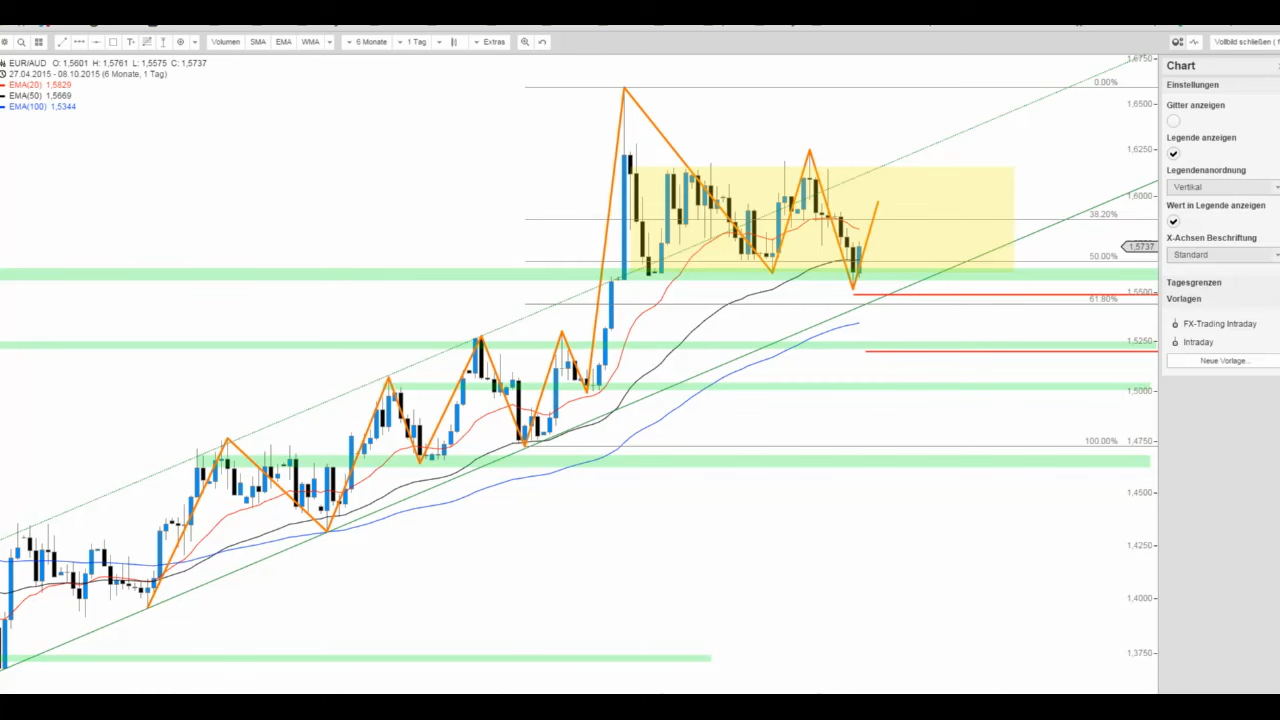 Volumen SMA EMA WMA 6 Monate 1 Tag Extras Vollbild schließen ( f
EUR/AUD O: 1,5601 H: 1,5761 L: 1,5575 C: 1,5737
27.04.2015 - 08.10.2015 (6 Monate, 1 Tag)
EMA(20) 1,5829
EMA(50) 1,5669
EMA(100) 1,5344
0.00%
38.20%
50.00%
61.80%
100.00%
1,6750
1,6500
1,6250
1,6000
1,5737
1,5500
1,5250
1,5000
1,4750
1,4500
1,4250
1,4000
1,3750
Chart
Einstellungen
Gitter anzeigen
Legende anzeigen
Legendenanordnung
Vertikal
Wert in Legende anzeigen
X-Achsen Beschriftung
Standard
Tagesgrenzen
Vorlagen
FX-Trading Intraday
Intraday
Neue Vorlage...